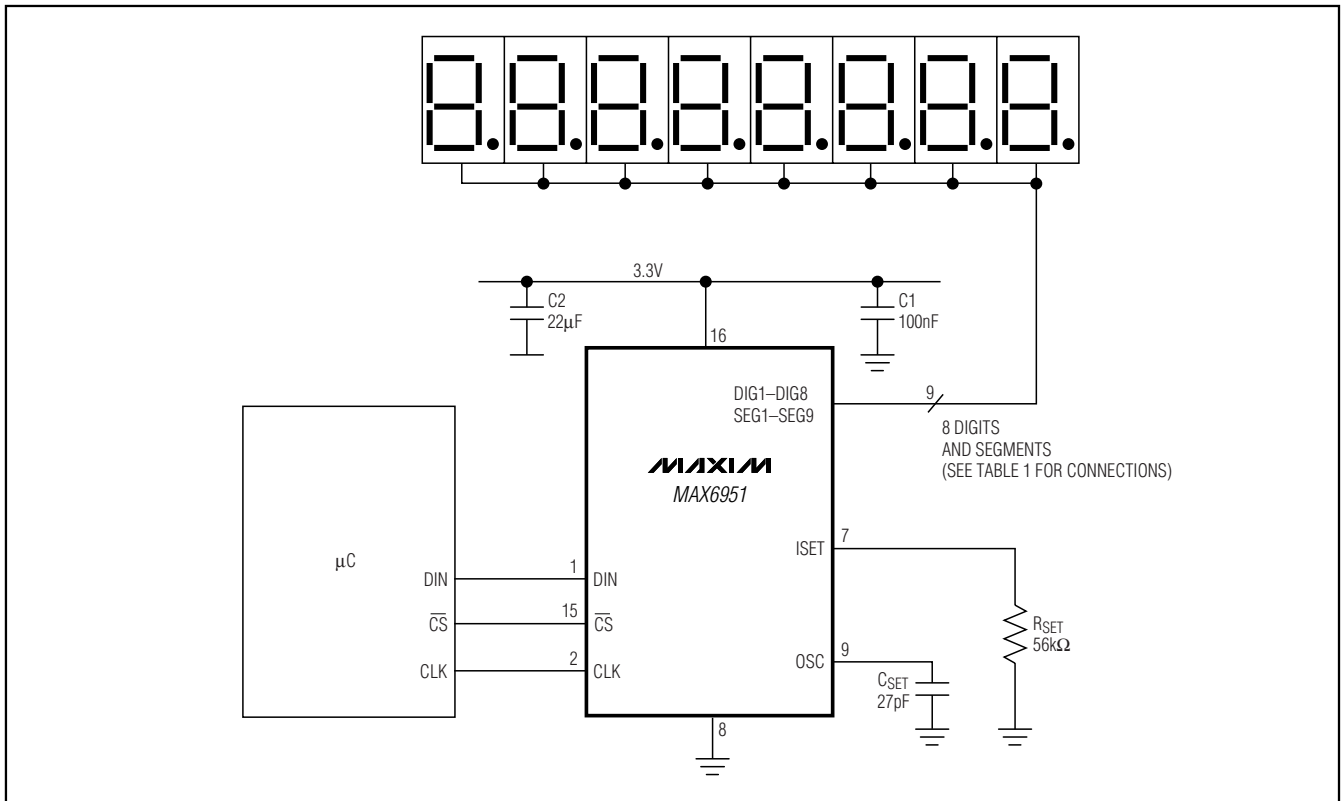 3.3V
C2
22µF
C1
100nF
16
DIG1–DIG8
SEG1–SEG9
9
8 DIGITS
AND SEGMENTS
(SEE TABLE 1 FOR CONNECTIONS)
MAXIM
MAX6951
ISET
7
µC
DIN
1
DIN
CS
15
CS
CLK
2
CLK
RSET
56kΩ
OSC
9
CSET
27pF
8